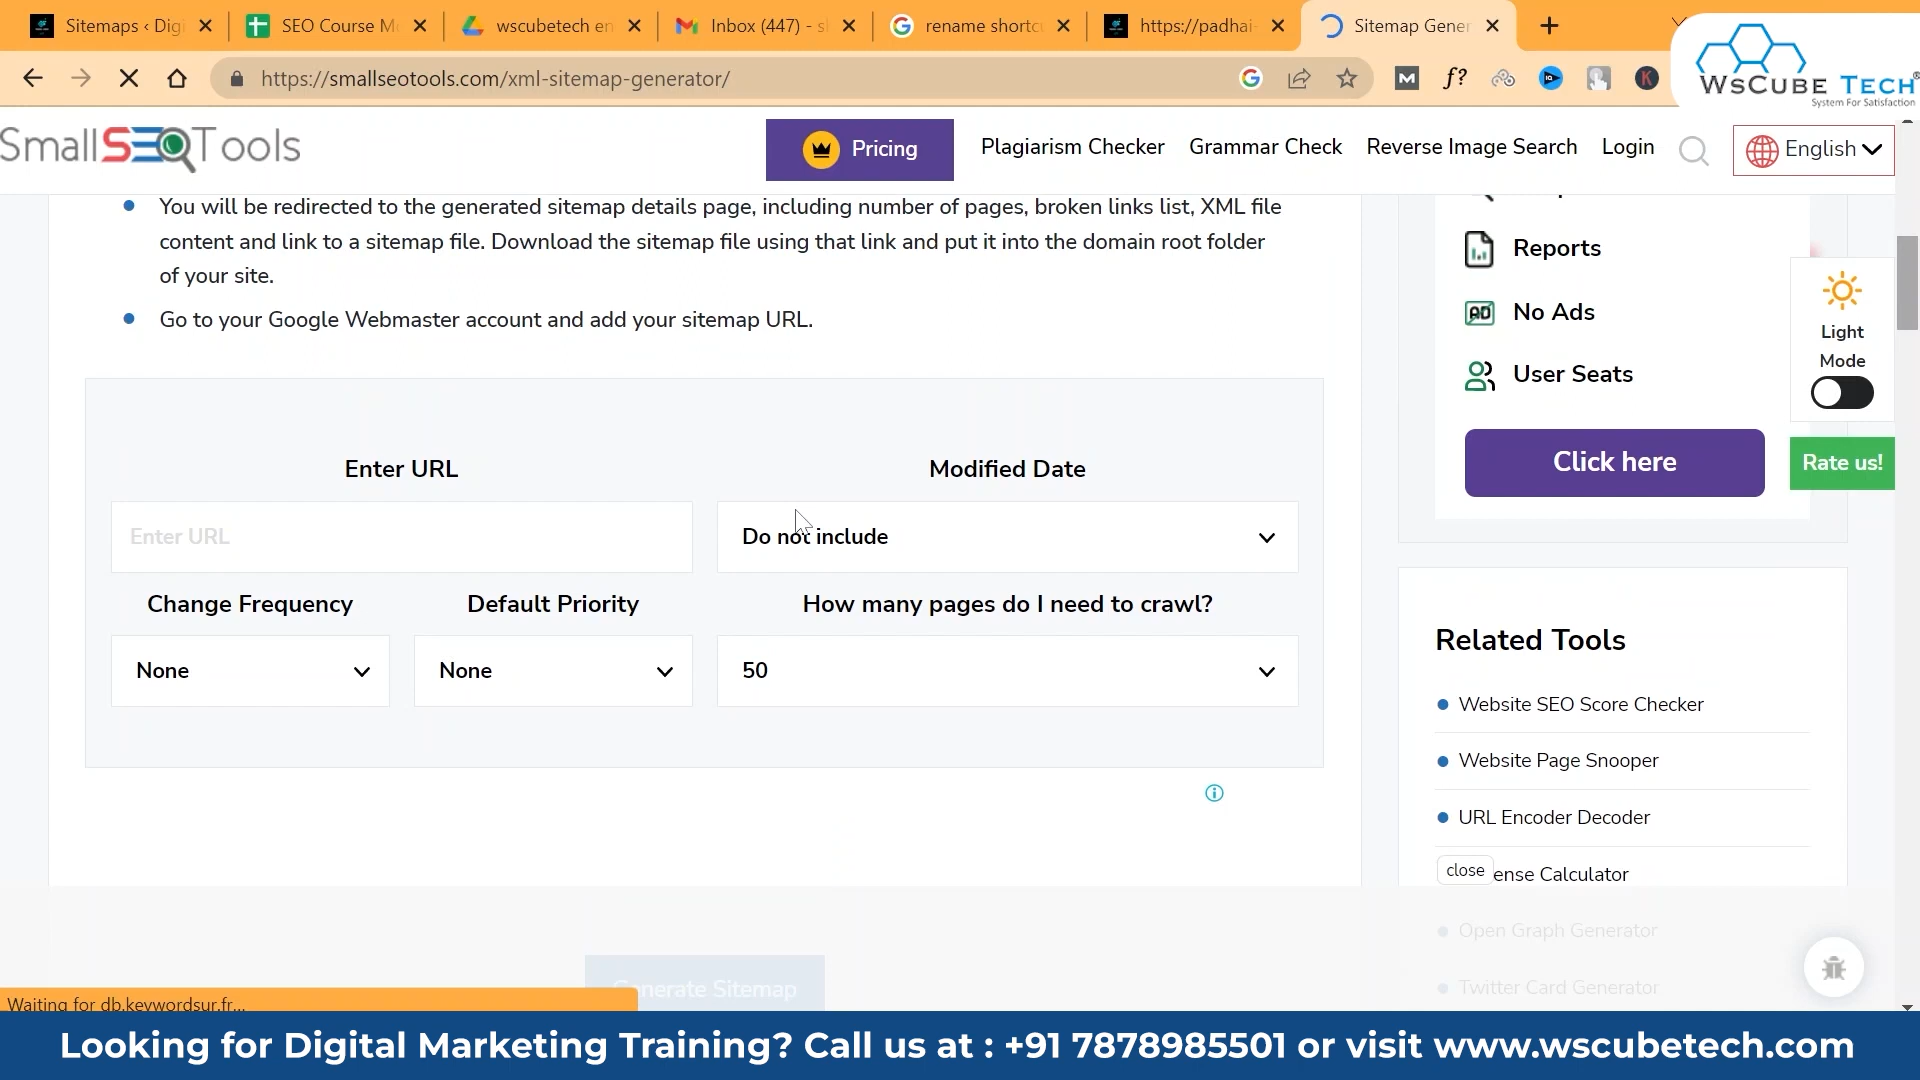 Sitemaps ‹ Digi
SEO Course Mo
wscubetech en
Inbox (447) - s
rename shortcu
https://padhai-
Sitemap Gener
https://smallseotools.com/xml-sitemap-generator/
WsCube Tech®
System For Satisfaction
SmallSEOTools
Pricing
Plagiarism Checker
Grammar Check
Reverse Image Search
Login
English
You will be redirected to the generated sitemap details page, including number of pages, broken links list, XML file
content and link to a sitemap file. Download the sitemap file using that link and put it into the domain root folder
of your site.
Go to your Google Webmaster account and add your sitemap URL.
Reports
No Ads
User Seats
Click here
Light
Mode
Rate us!
Enter URL
Modified Date
Enter URL
Do not include
Change Frequency
Default Priority
How many pages do I need to crawl?
None
None
50
Related Tools
Website SEO Score Checker
Website Page Snooper
URL Encoder Decoder
close
ense Calculator
Open Graph Generator
Twitter Card Generator
Generate Sitemap
Waiting for db.keywordsur.fr...
Looking for Digital Marketing Training? Call us at : +91 7878985501 or visit www.wscubetech.com